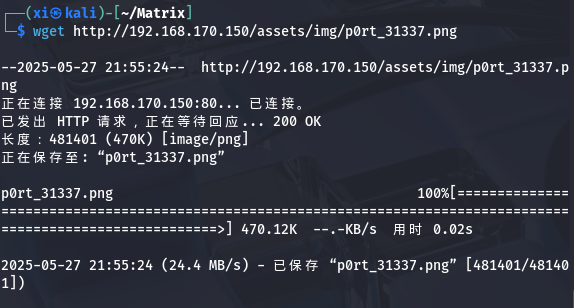 ┌──(xi㉿kali)-[~/Matrix]
└─$ wget http://192.168.170.150/assets/img/p0rt_31337.png
--2025-05-27 21:55:24--  http://192.168.170.150/assets/img/p0rt_31337.p
ng
正在连接 192.168.170.150:80... 已连接。
已发出 HTTP 请求，正在等待回应... 200 OK
长度：481401 (470K) [image/png]
正在保存至: “p0rt_31337.png”
p0rt_31337.png                                      100%[==============
=======================================================================
===========================>] 470.12K  --.-KB/s  用时 0.02s
2025-05-27 21:55:24 (24.4 MB/s) - 已保存 “p0rt_31337.png” [481401/48140
1])